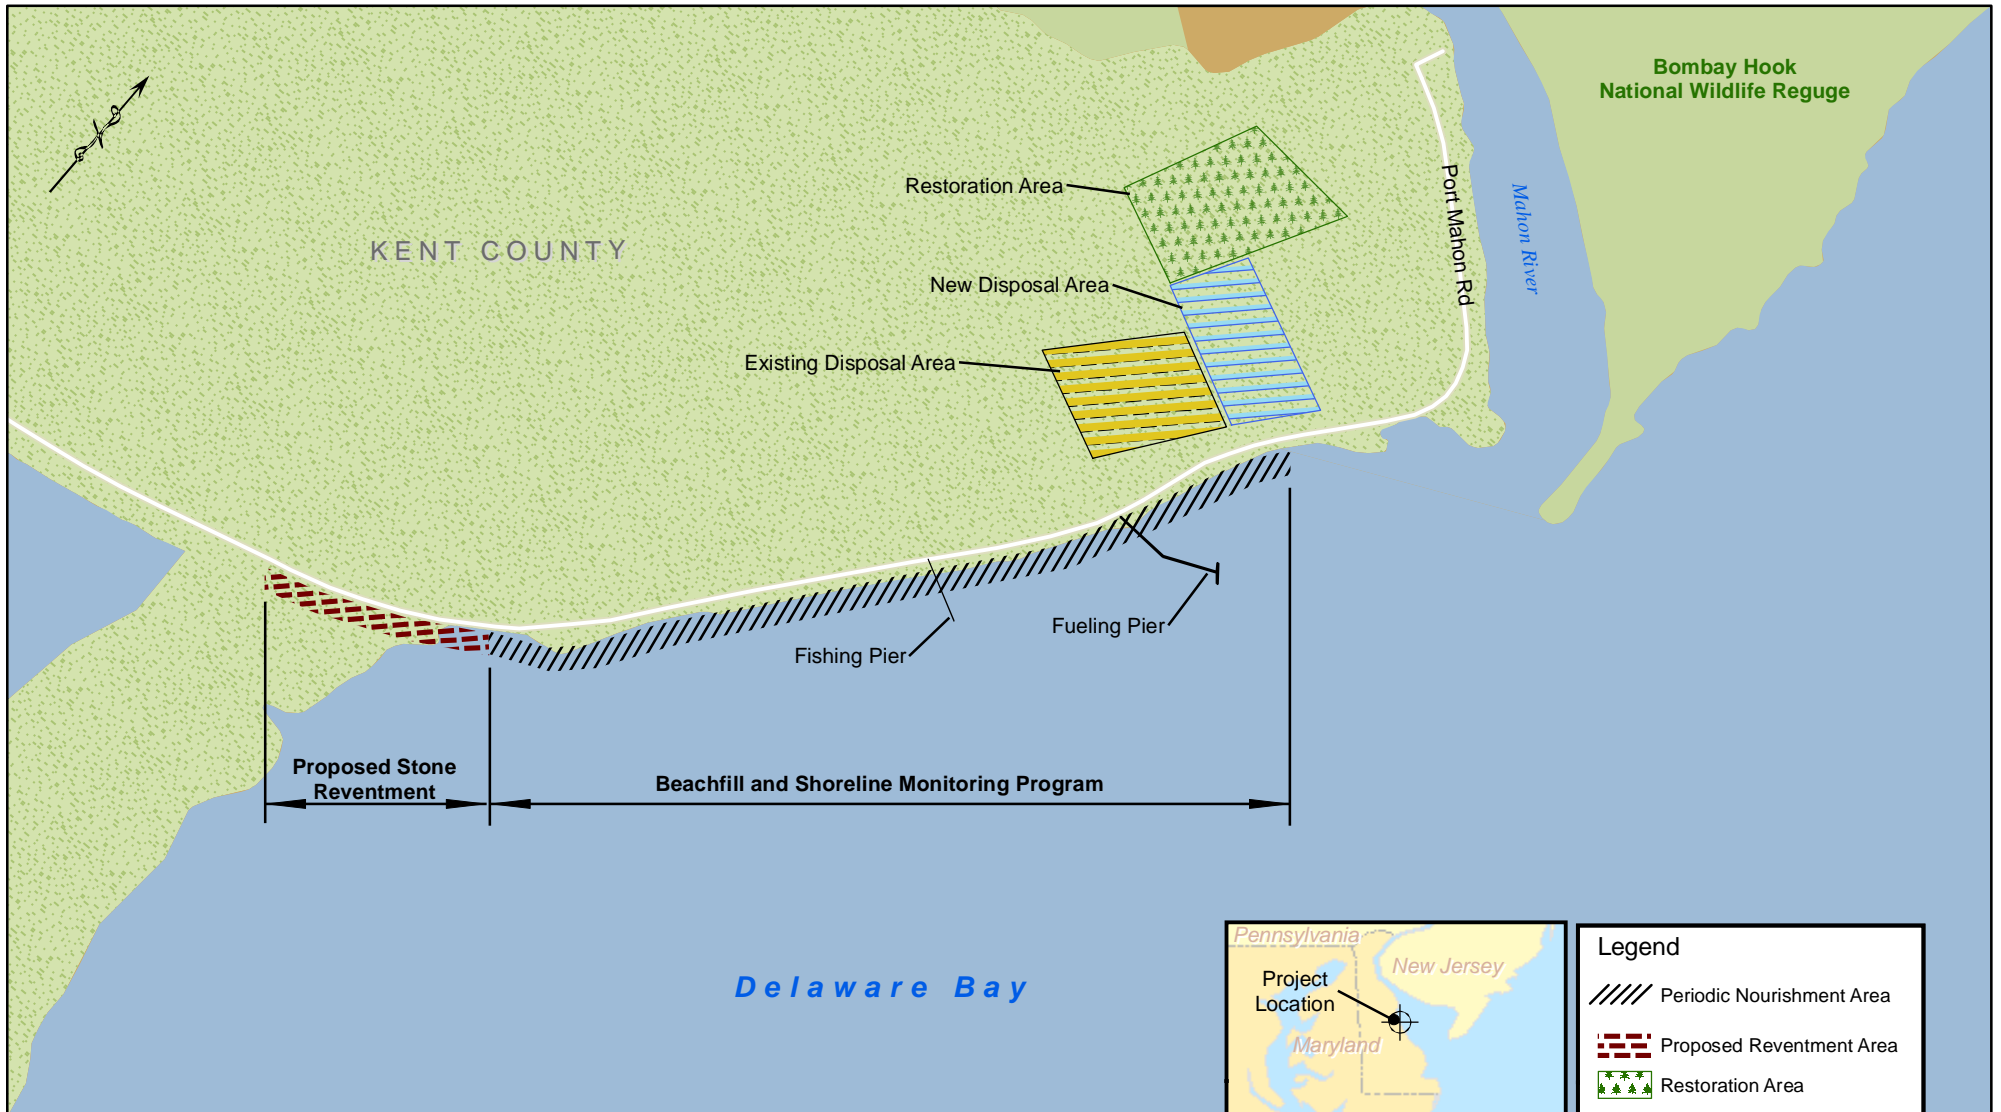 Bombay Hook
National Wildlife Reguge
Restoration Area
Port Mahon Rd
Mahon River
KENT COUNTY
New Disposal Area
Existing Disposal Area
Fueling Pier
Fishing Pier
Proposed Stone
Reventment
Beachfill and Shoreline Monitoring Program
Delaware Bay
Pennsylvania
New Jersey
Project
Location
Maryland
Legend
Periodic Nourishment Area
Proposed Reventment Area
Restoration Area